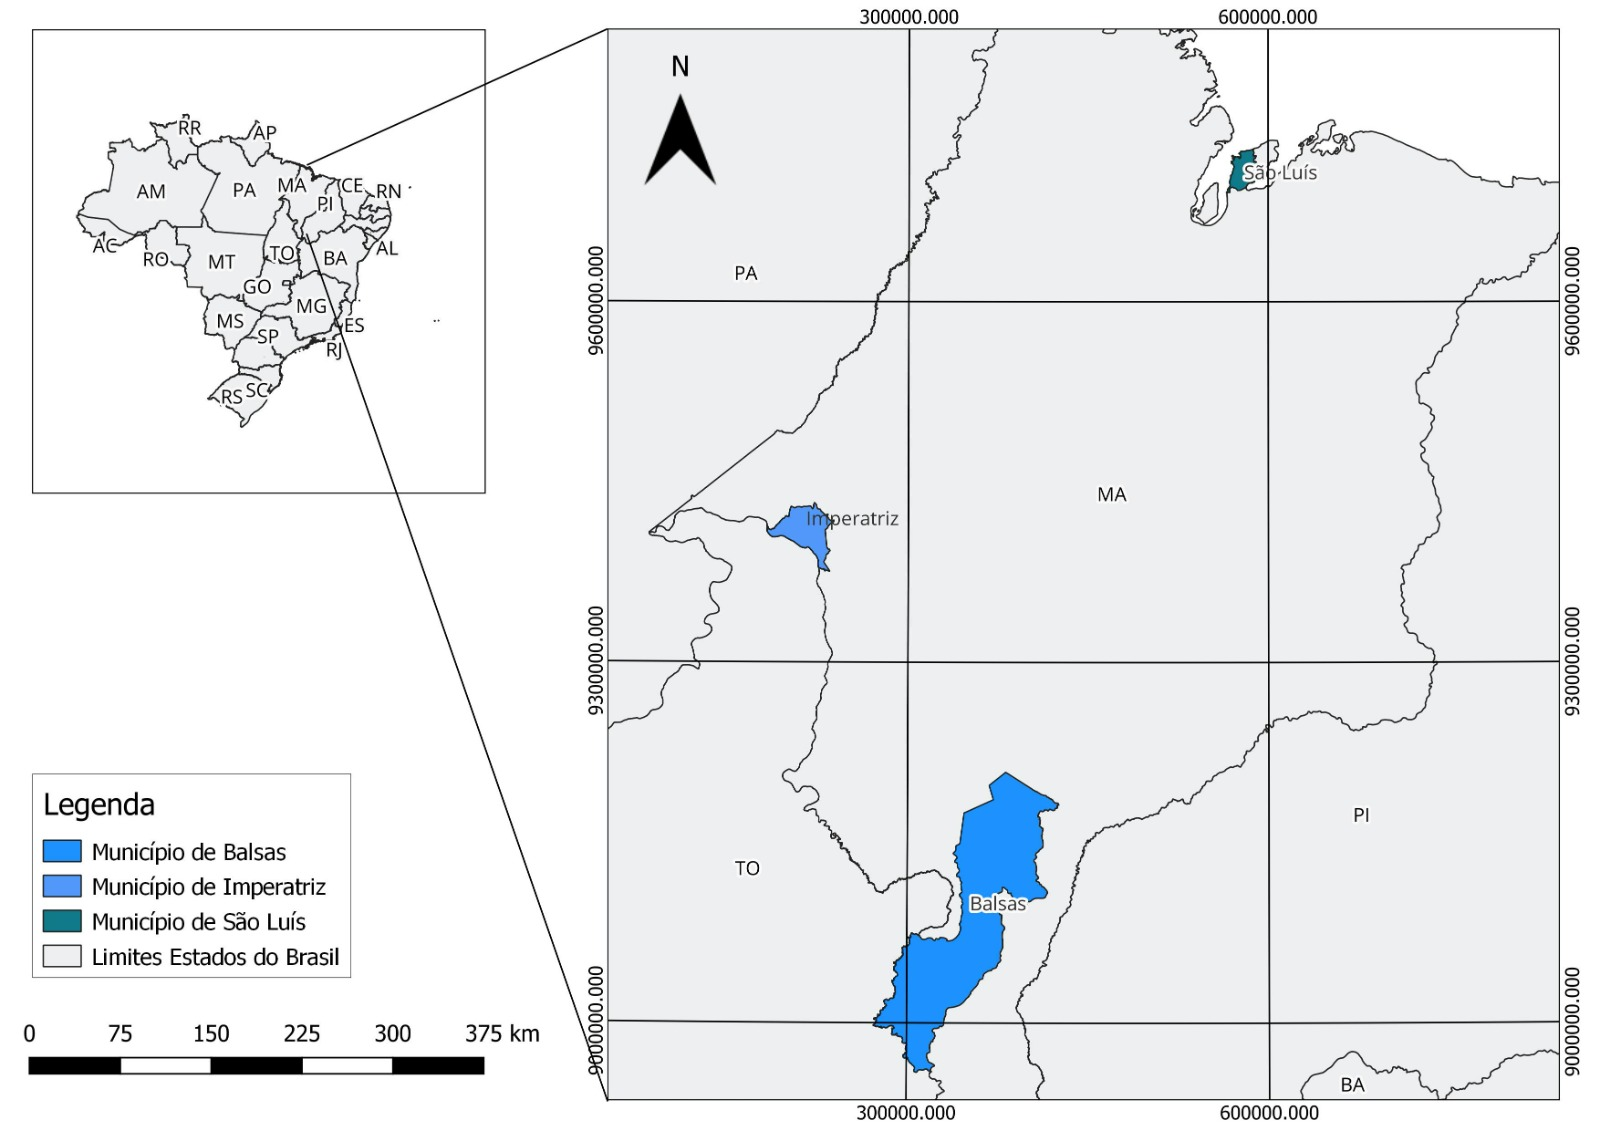 300000.000
600000.000
N
RR
AP
AM
PA
MA
CE
RN
PI
AC
RO
MT
TO
BA
AL
GO
MG
MS
SP
ES
RJ
RS
SC
São Luís
PA
9600000.000
9600000.000
MA
Imperatriz
9300000.000
9300000.000
PI
TO
Balsas
9000000.000
9000000.000
BA
300000.000
600000.000
Legenda
Município de Balsas
Município de Imperatriz
Município de São Luís
Limites Estados do Brasil
0 75 150 225 300 375 km